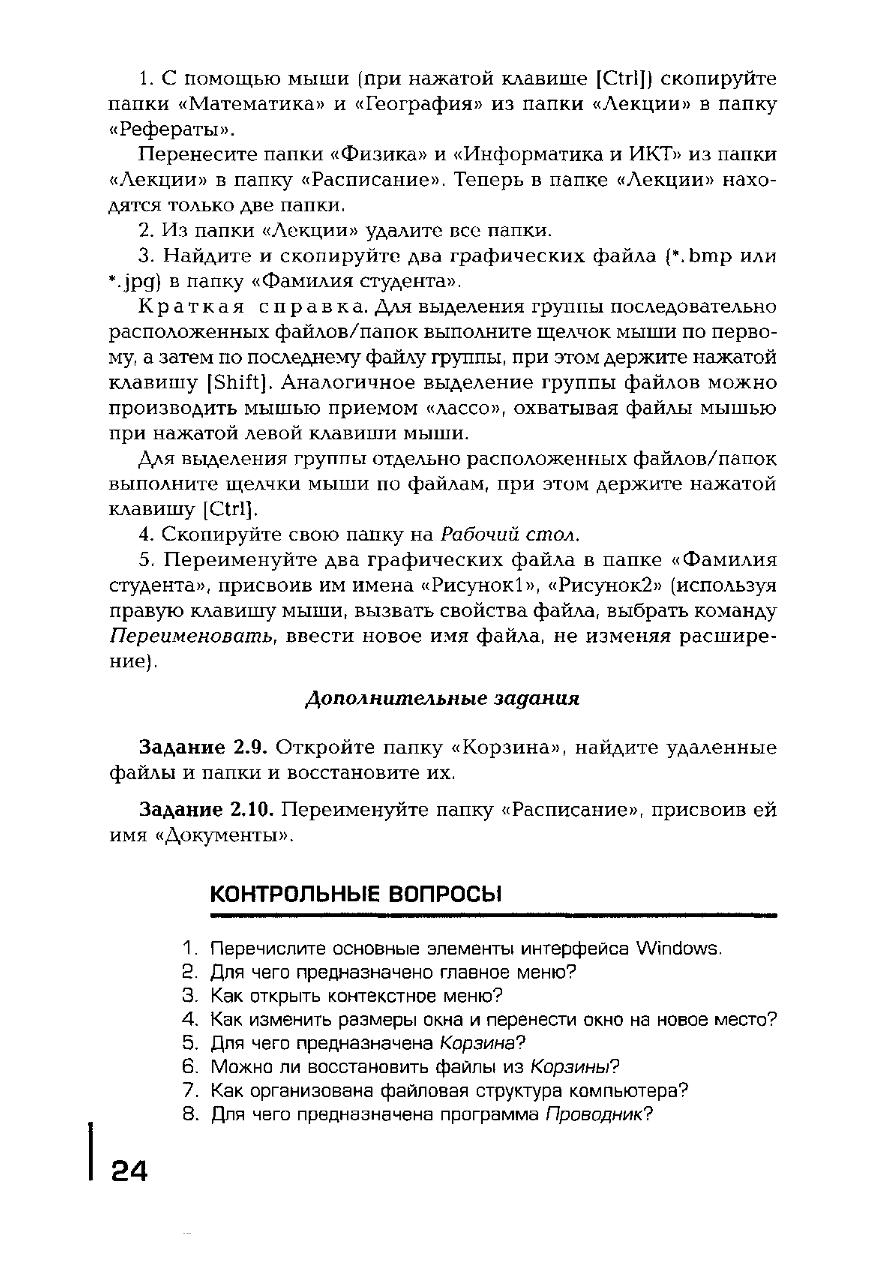 1. С помощью мыши (при нажатой клавише [Ctrl]) скопируйте
папки «Математика» и «География» из папки «Лекции» в папку
«Рефераты».
Перенесите папки «Физика» и «Информатика и ИКТ» из папки
«Лекции» в папку «Расписание». Теперь в папке «Лекции» нахо-
дятся только две папки.
2. Из папки «Лекции» удалите все папки.
3. Найдите и скопируйте два графических файла (*.bmp или
*.jpg) в папку «Фамилия студента».
Краткая справка. Для выделения группы последовательно
расположенных файлов/папок выполните щелчок мыши по перво-
му, а затем по последнему файлу группы, при этом держите нажатой
клавишу [Shift]. Аналогичное выделение группы файлов можно
производить мышью приемом «лассо», охватывая файлы мышью
при нажатой левой клавиши мыши.
Для выделения группы отдельно расположенных файлов/папок
выполните щелчки мыши по файлам, при этом держите нажатой
клавишу [Ctrl].
4. Скопируйте свою папку на Рабочий стол.
5. Переименуйте два графических файла в папке «Фамилия
студента», присвоив им имена «Рисунок1», «Рисунок2» (используя
правую клавишу мыши, вызвать свойства файла, выбрать команду
Переименовать, ввести новое имя файла, не изменяя расшире-
ние).
Дополнительные задания
Задание 2.9. Откройте папку «Корзина», найдите удаленные
файлы и папки и восстановите их.
Задание 2.10. Переименуйте папку «Расписание», присвоив ей
имя «Документы».
КОНТРОЛЬНЫЕ ВОПРОСЫ
1. Перечислите основные элементы интерфейса Windows.
2. Для чего предназначено главное меню?
3. Как открыть контекстное меню?
4. Как изменить размеры окна и перенести окно на новое место?
5. Для чего предназначена Корзина?
6. Можно ли восстановить файлы из Корзины?
7. Как организована файловая структура компьютера?
8. Для чего предназначена программа Проводник?
24